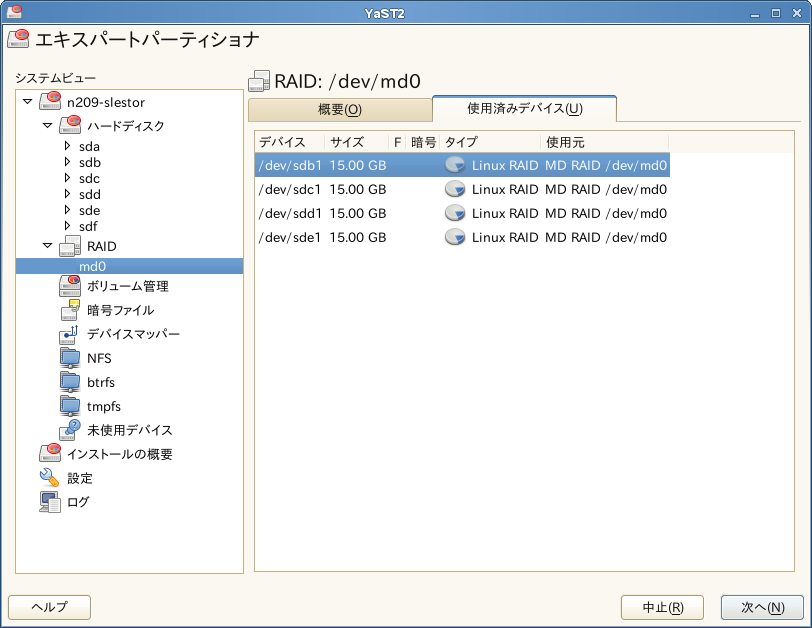 YaST2
エキスパートパーティショナ
システムビュー
n209-slestor
ハードディスク
sda
sdb
sdc
sdd
sde
sdf
RAID
md0
ボリューム管理
暗号ファイル
デバイスマッパー
NFS
btrfs
tmpfs
未使用デバイス
インストールの概要
設定
ログ
RAID: /dev/md0
概要(O) 使用済みデバイス(U)
デバイス サイズ F 暗号 タイプ 使用元
/dev/sdb1 15.00 GB Linux RAID MD RAID /dev/md0
/dev/sdc1 15.00 GB Linux RAID MD RAID /dev/md0
/dev/sdd1 15.00 GB Linux RAID MD RAID /dev/md0
/dev/sde1 15.00 GB Linux RAID MD RAID /dev/md0
ヘルプ 中止(R) 次へ(N)